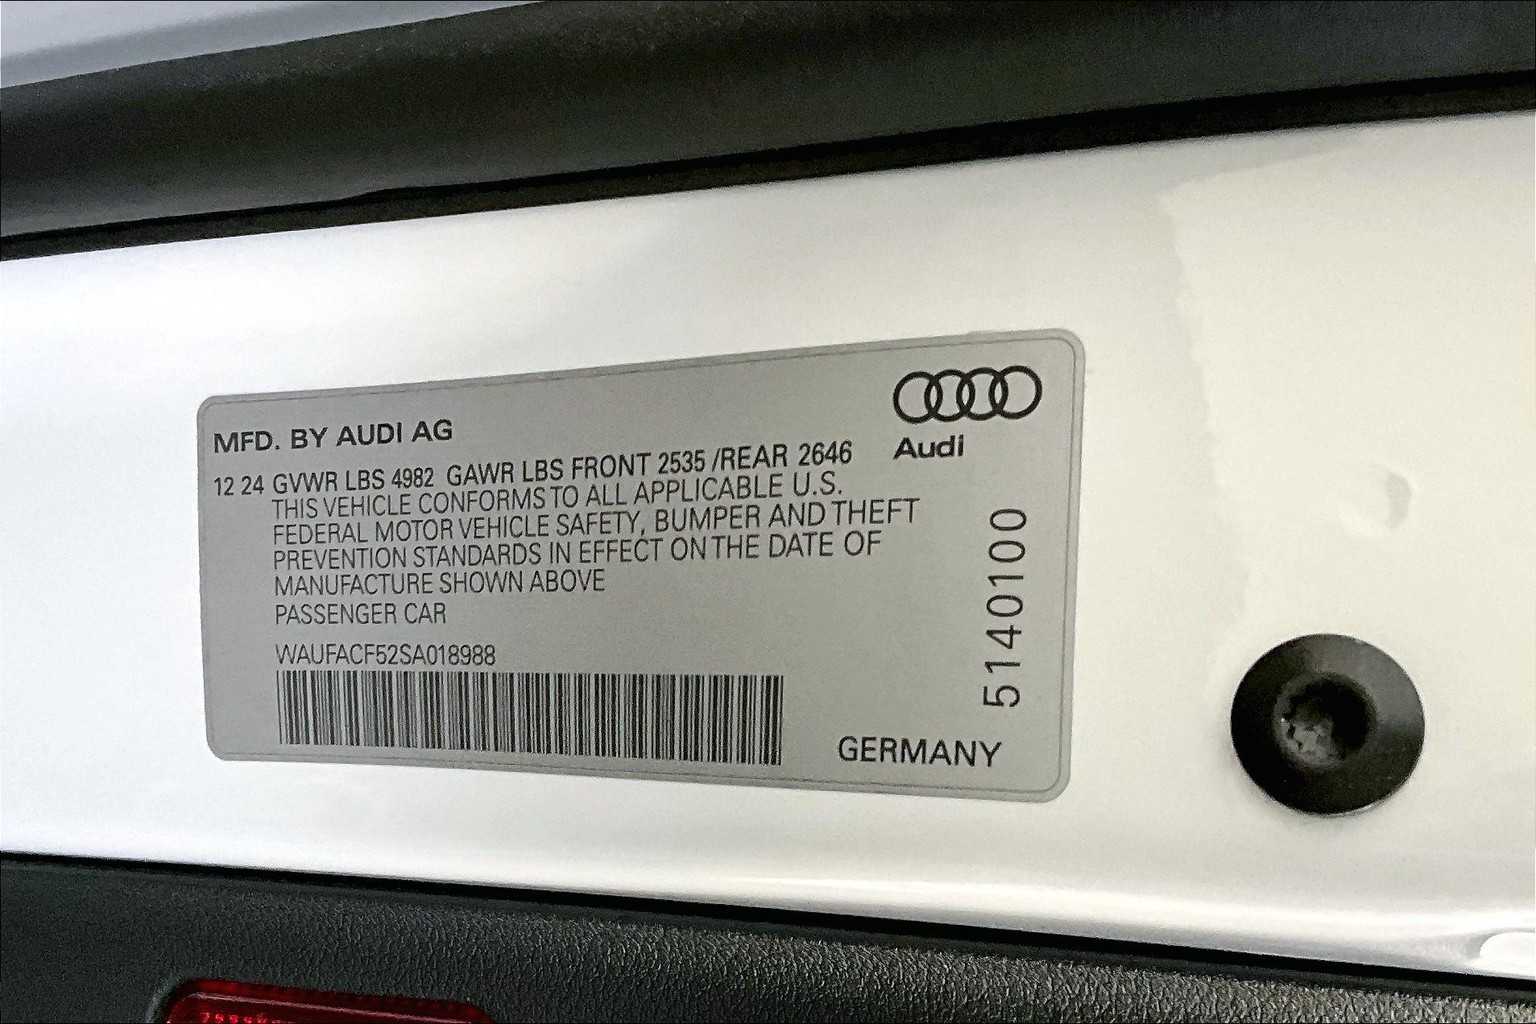 MFD. BY AUDI AG
Audi
12 24 GVWR LBS 4982 GAWR LBS FRONT 2535 /REAR 2646
THIS VEHICLE CONFORMS TO ALL APPLICABLE U.S.
FEDERAL MOTOR VEHICLE SAFETY, BUMPER AND THEFT
PREVENTION STANDARDS IN EFFECT ON THE DATE OF
MANUFACTURE SHOWN ABOVE
PASSENGER CAR
WAUFACF52SA018988
5140100
GERMANY